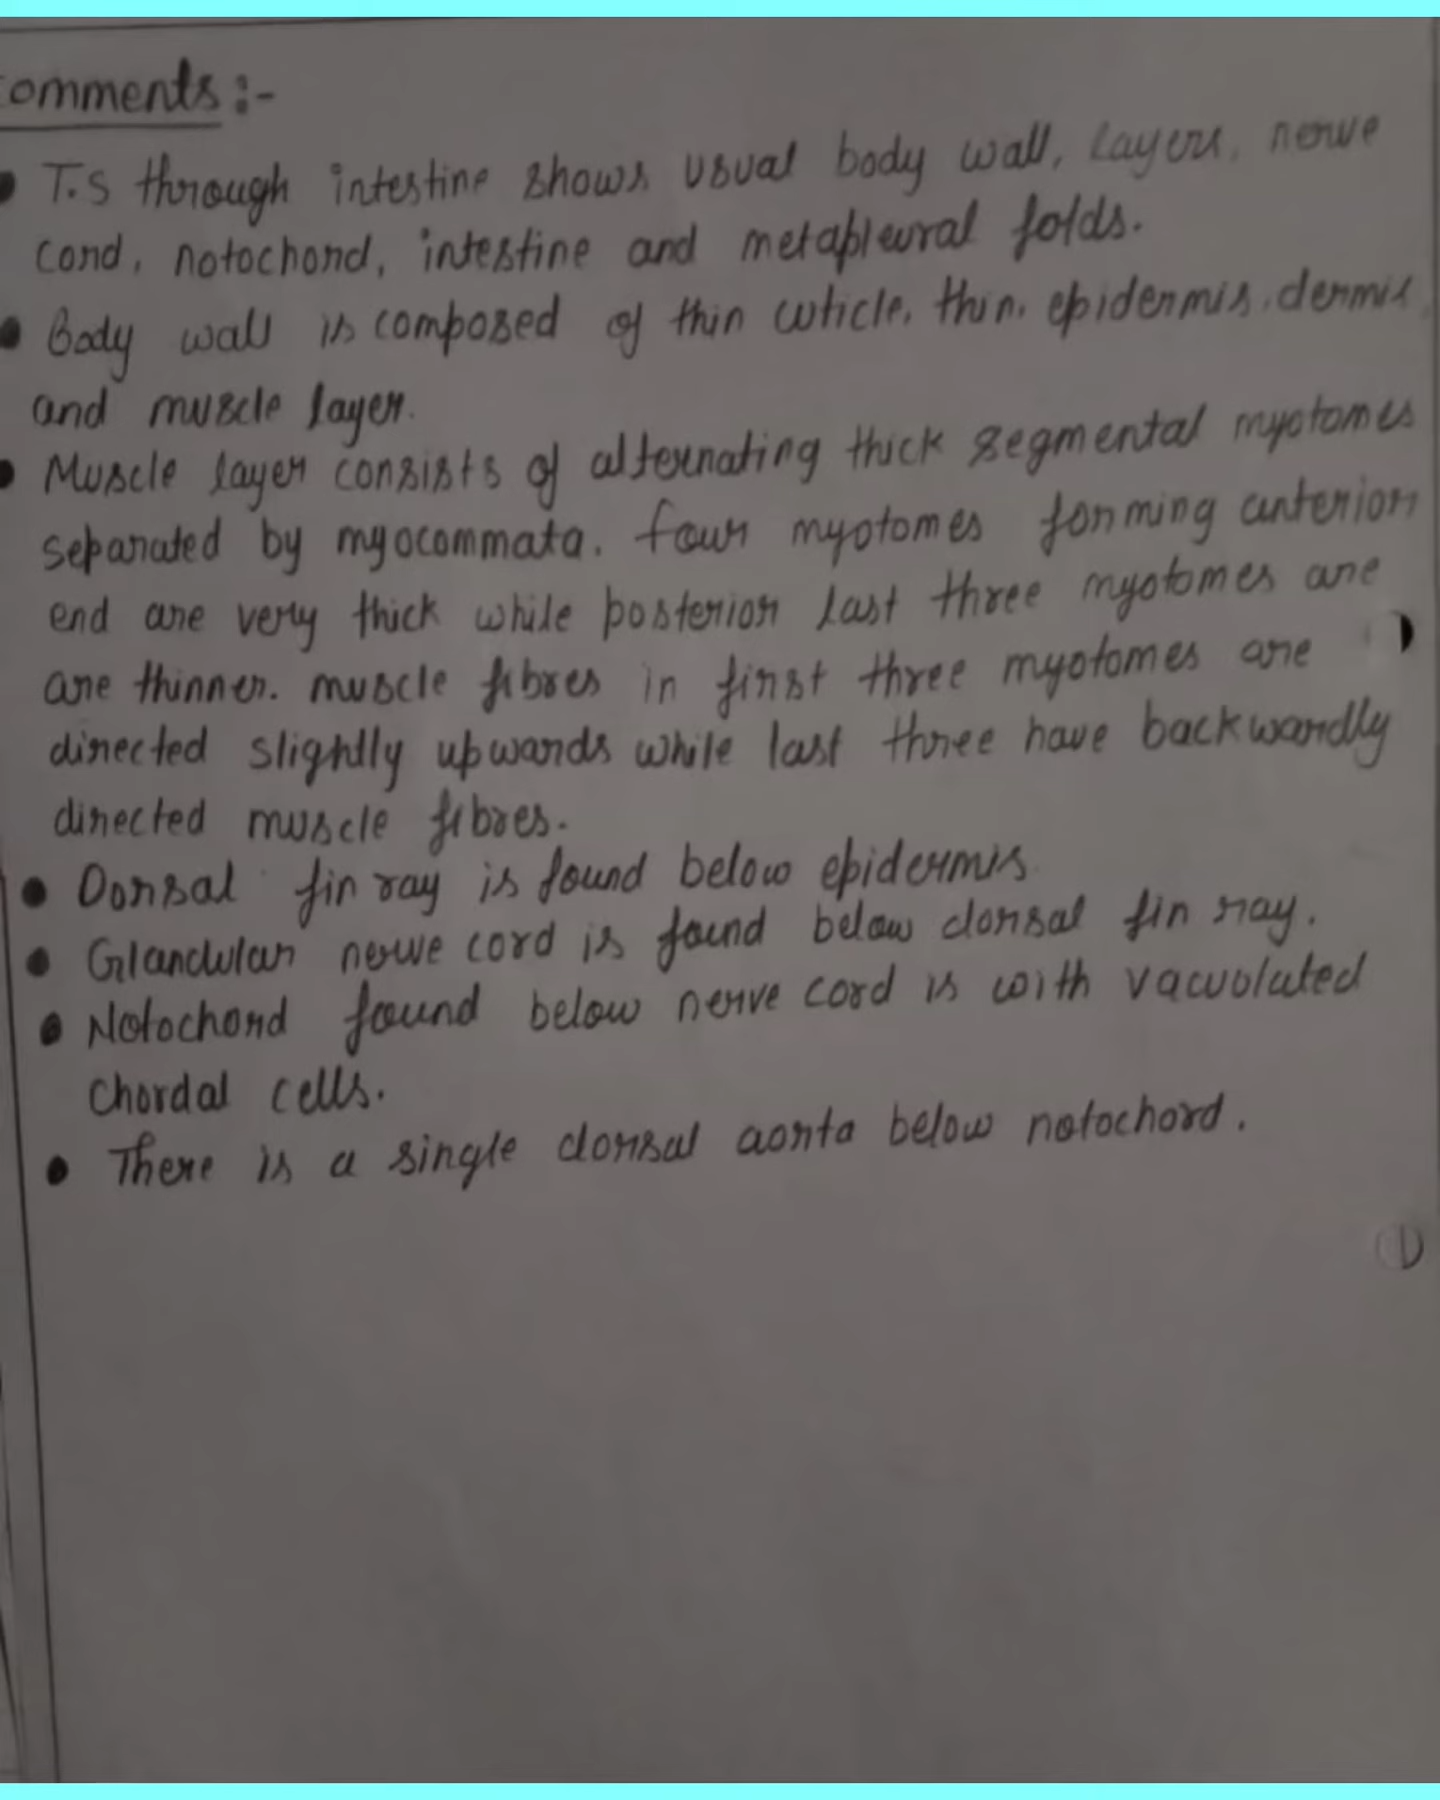 omments :-
• T.S through intestine shows usual body wall, layers, nerve
cord, notochord, intestine and metapleural folds.
• Body wall is composed of thin cuticle, thin, epidermis, dermis
and muscle layer.
• Muscle layer consists of alternating thick segmental myotomes
separated by myocommata. four myotomes forming anterior
end are very thick while posterior last three myotomes are
are thinner. muscle fibres in first three myotomes are
directed slightly upwards while last three have backwardly
directed muscle fibres.
• Dorsal fin ray is found below epidermis
• Glandular nerve cord is found below dorsal fin ray.
• Notochord found below nerve cord is with vacuolated
chordal cells.
• There is a single dorsal aorta below notochord.